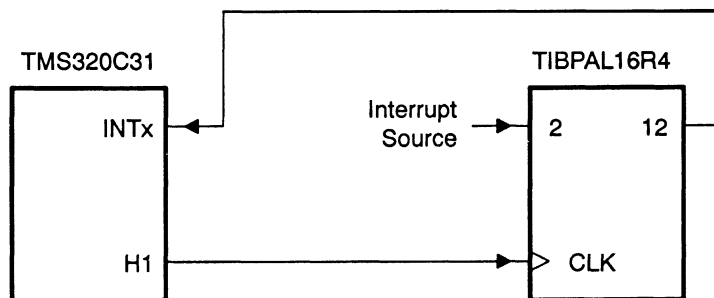 TMS320C31
TIBPAL16R4
INTx
Interrupt
Source
2
12
H1
CLK